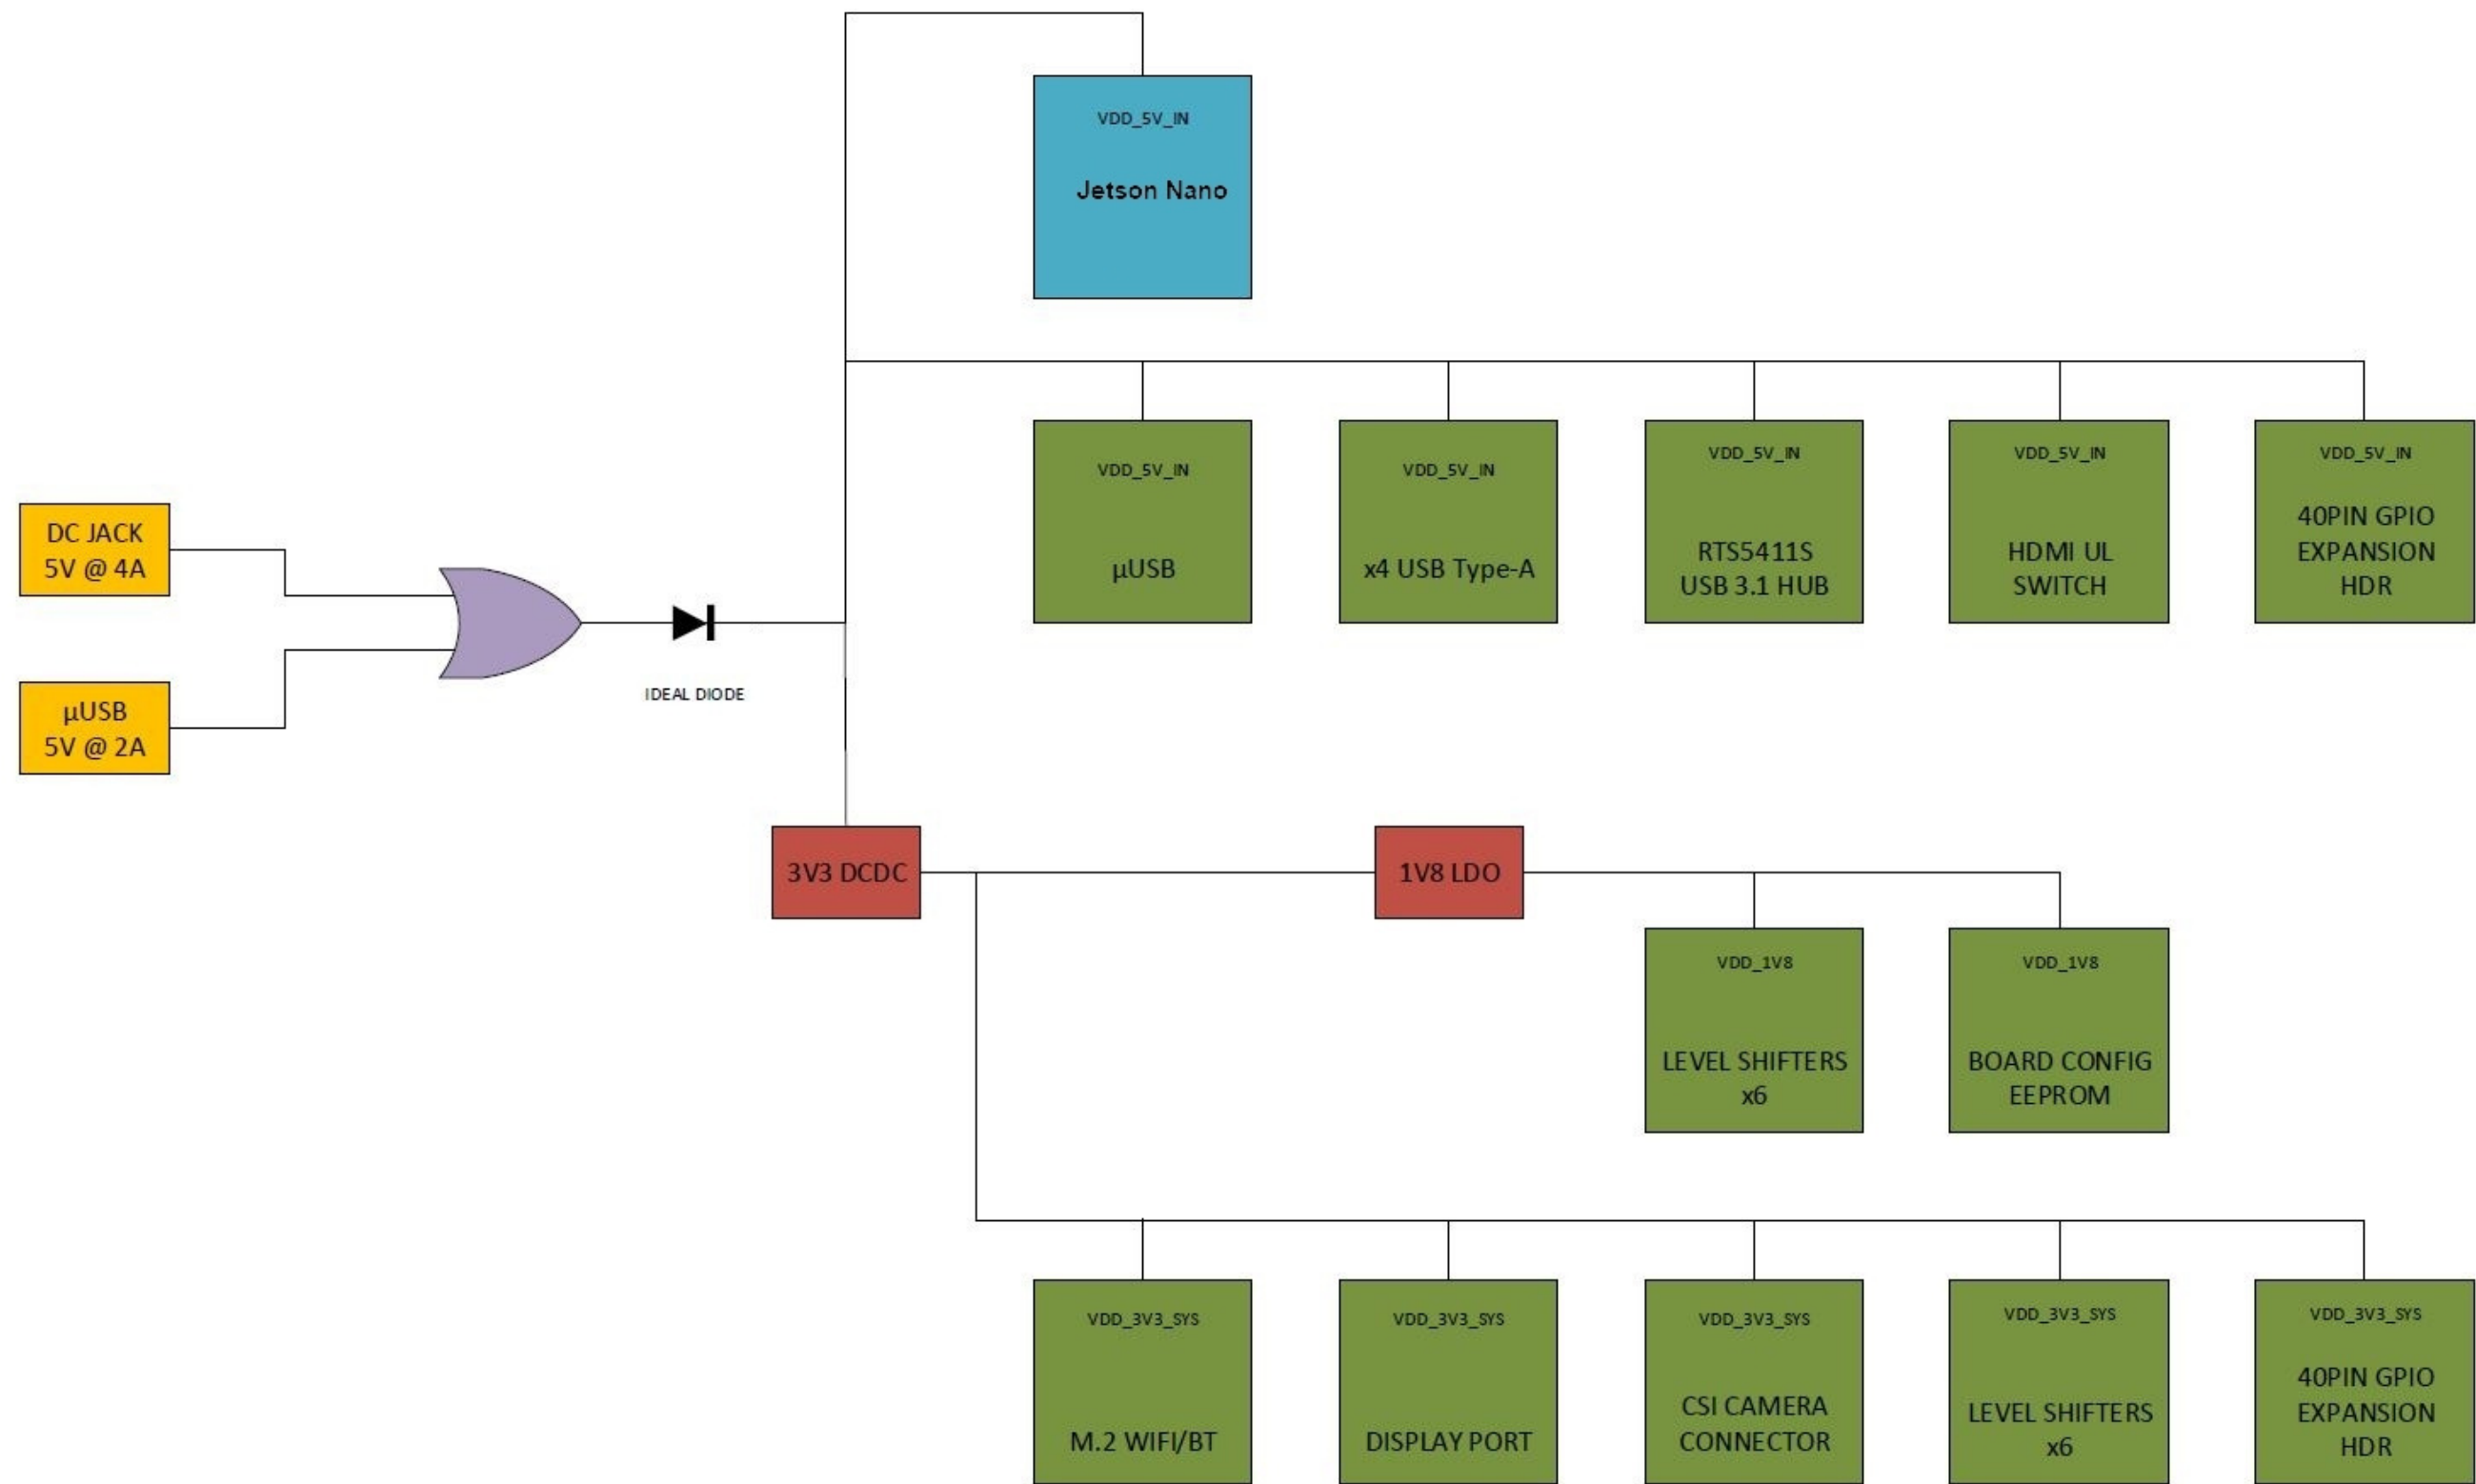 VDD_5V_IN
Jetson Nano
VDD_5V_IN
µUSB
VDD_5V_IN
x4 USB Type-A
VDD_5V_IN
RTS5411S
USB 3.1 HUB
VDD_5V_IN
HDMI UL
SWITCH
VDD_5V_IN
40PIN GPIO
EXPANSION
HDR
DC JACK
5V @ 4A
µUSB
5V @ 2A
IDEAL DIODE
3V3 DCDC
1V8 LDO
VDD_1V8
LEVEL SHIFTERS
x6
VDD_1V8
BOARD CONFIG
EEPROM
VDD_3V3_SYS
M.2 WIFI/BT
VDD_3V3_SYS
DISPLAY PORT
VDD_3V3_SYS
CSI CAMERA
CONNECTOR
VDD_3V3_SYS
LEVEL SHIFTERS
x6
VDD_3V3_SYS
40PIN GPIO
EXPANSION
HDR